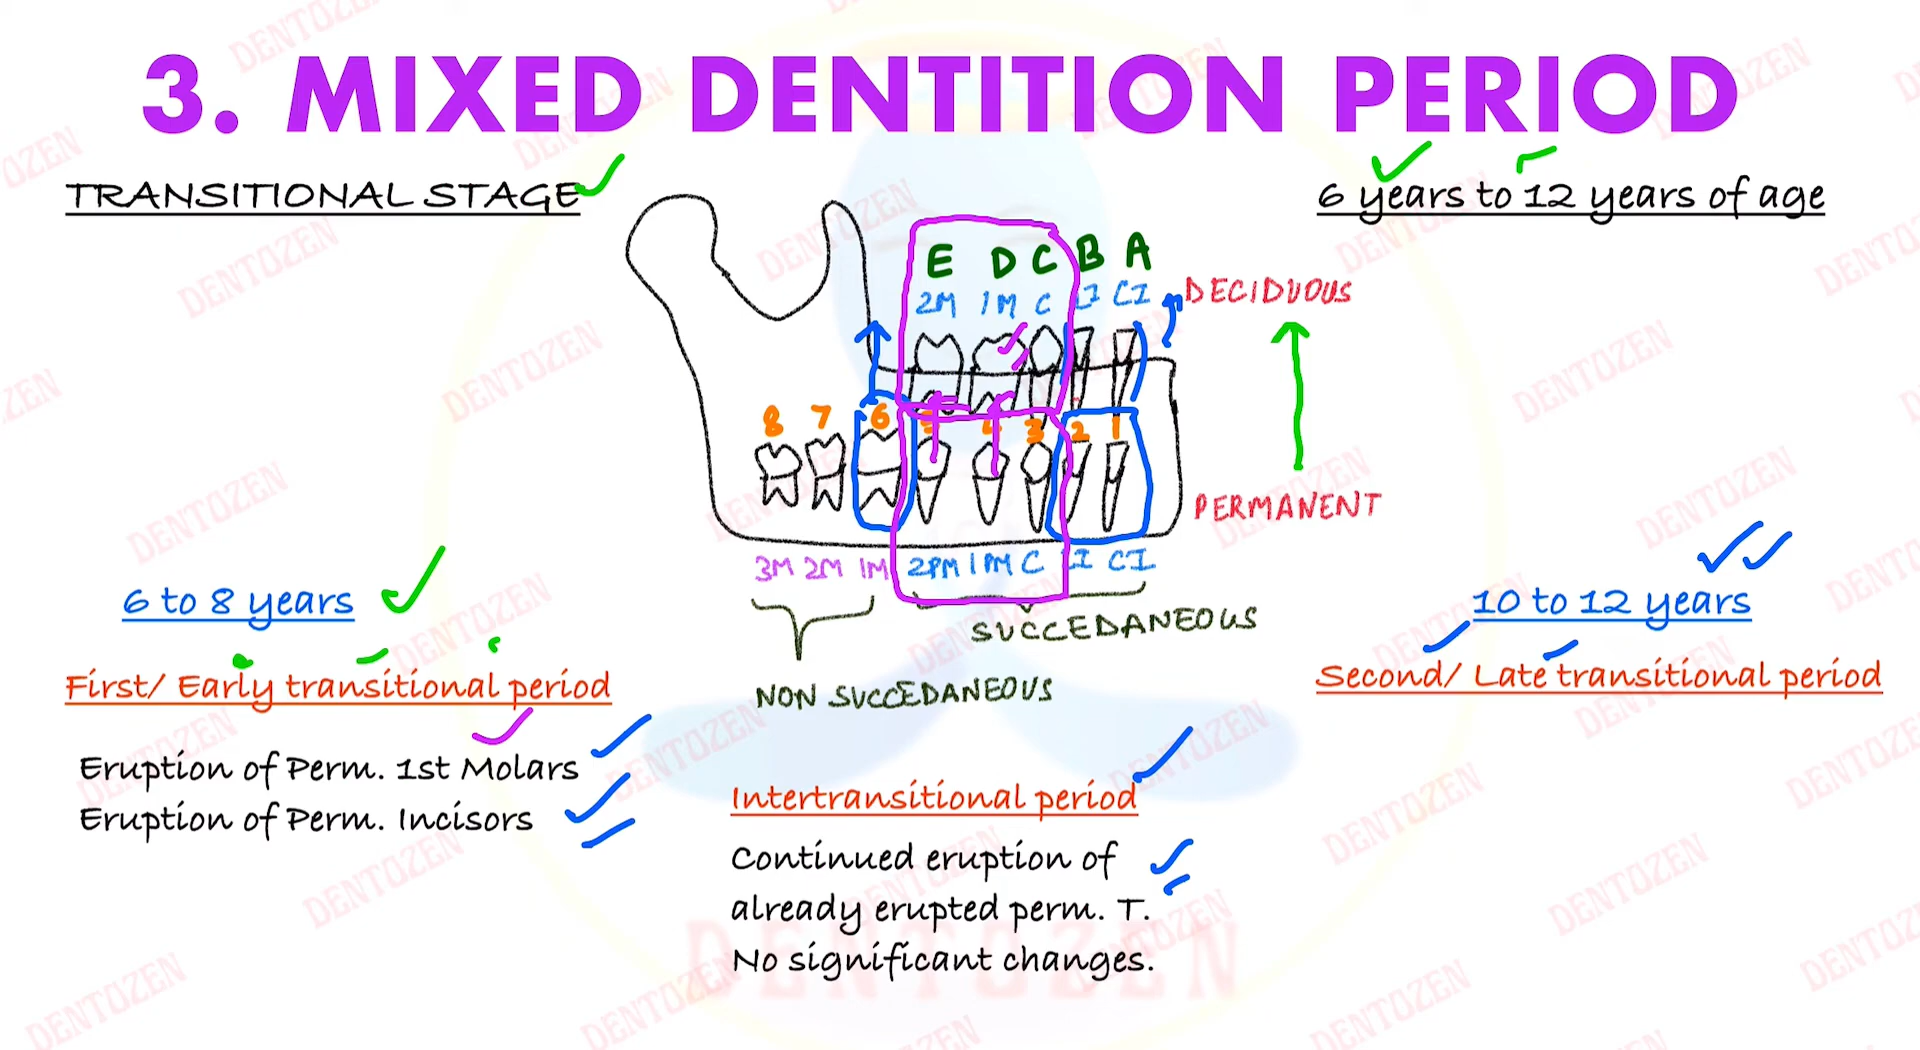 3. MIXED DENTITION PERIOD
TRANSITIONAL STAGE
6 years to 12 years of age
E D C B A
2M 1M C CI
DECIDUOUS
8 7 6 3 2 1
PERMANENT
3M 2M 1M 2PM 1PM C LI CI
SUCCEDANEOUS
NON SUCCEDANEOUS
6 to 8 years
First/ Early transitional period
Eruption of Perm. 1st Molars
Eruption of Perm. Incisors
Intertransitional period
Continued eruption of
already erupted perm. T.
No significant changes.
10 to 12 years
Second/ Late transitional period
DENTOZEN